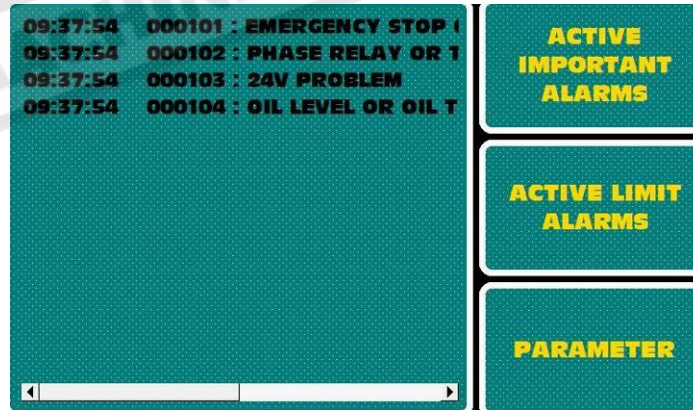 09:37:54 000101 : EMERGENCY STOP
09:37:54 000102 : PHASE RELAY OR T
09:37:54 000103 : 24V PROBLEM
09:37:54 000104 : OIL LEVEL OR OIL T
ACTIVE
IMPORTANT
ALARMS
ACTIVE LIMIT
ALARMS
PARAMETER